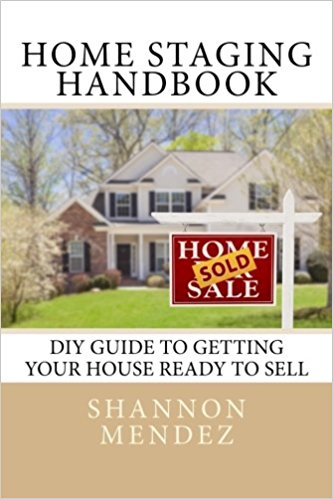 HOME STAGING
HANDBOOK
HOME
SOLD
SALE
DIY GUIDE TO GETTING
YOUR HOUSE READY TO SELL
SHANNON
MENDEZ